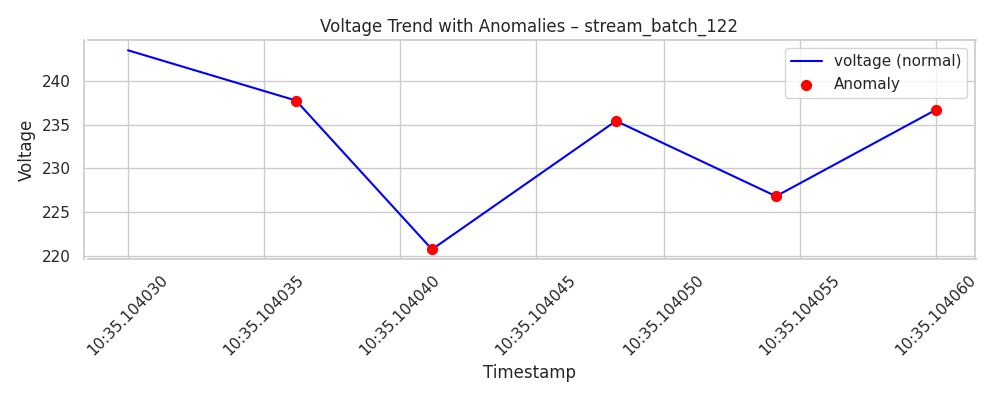 Voltage Trend with Anomalies – stream_batch_122
voltage (normal)
Anomaly
Voltage
240
235
230
225
220
10:35.104030
10:35.104035
10:35.104040
10:35.104045
10:35.104050
10:35.104055
10:35.104060
Timestamp